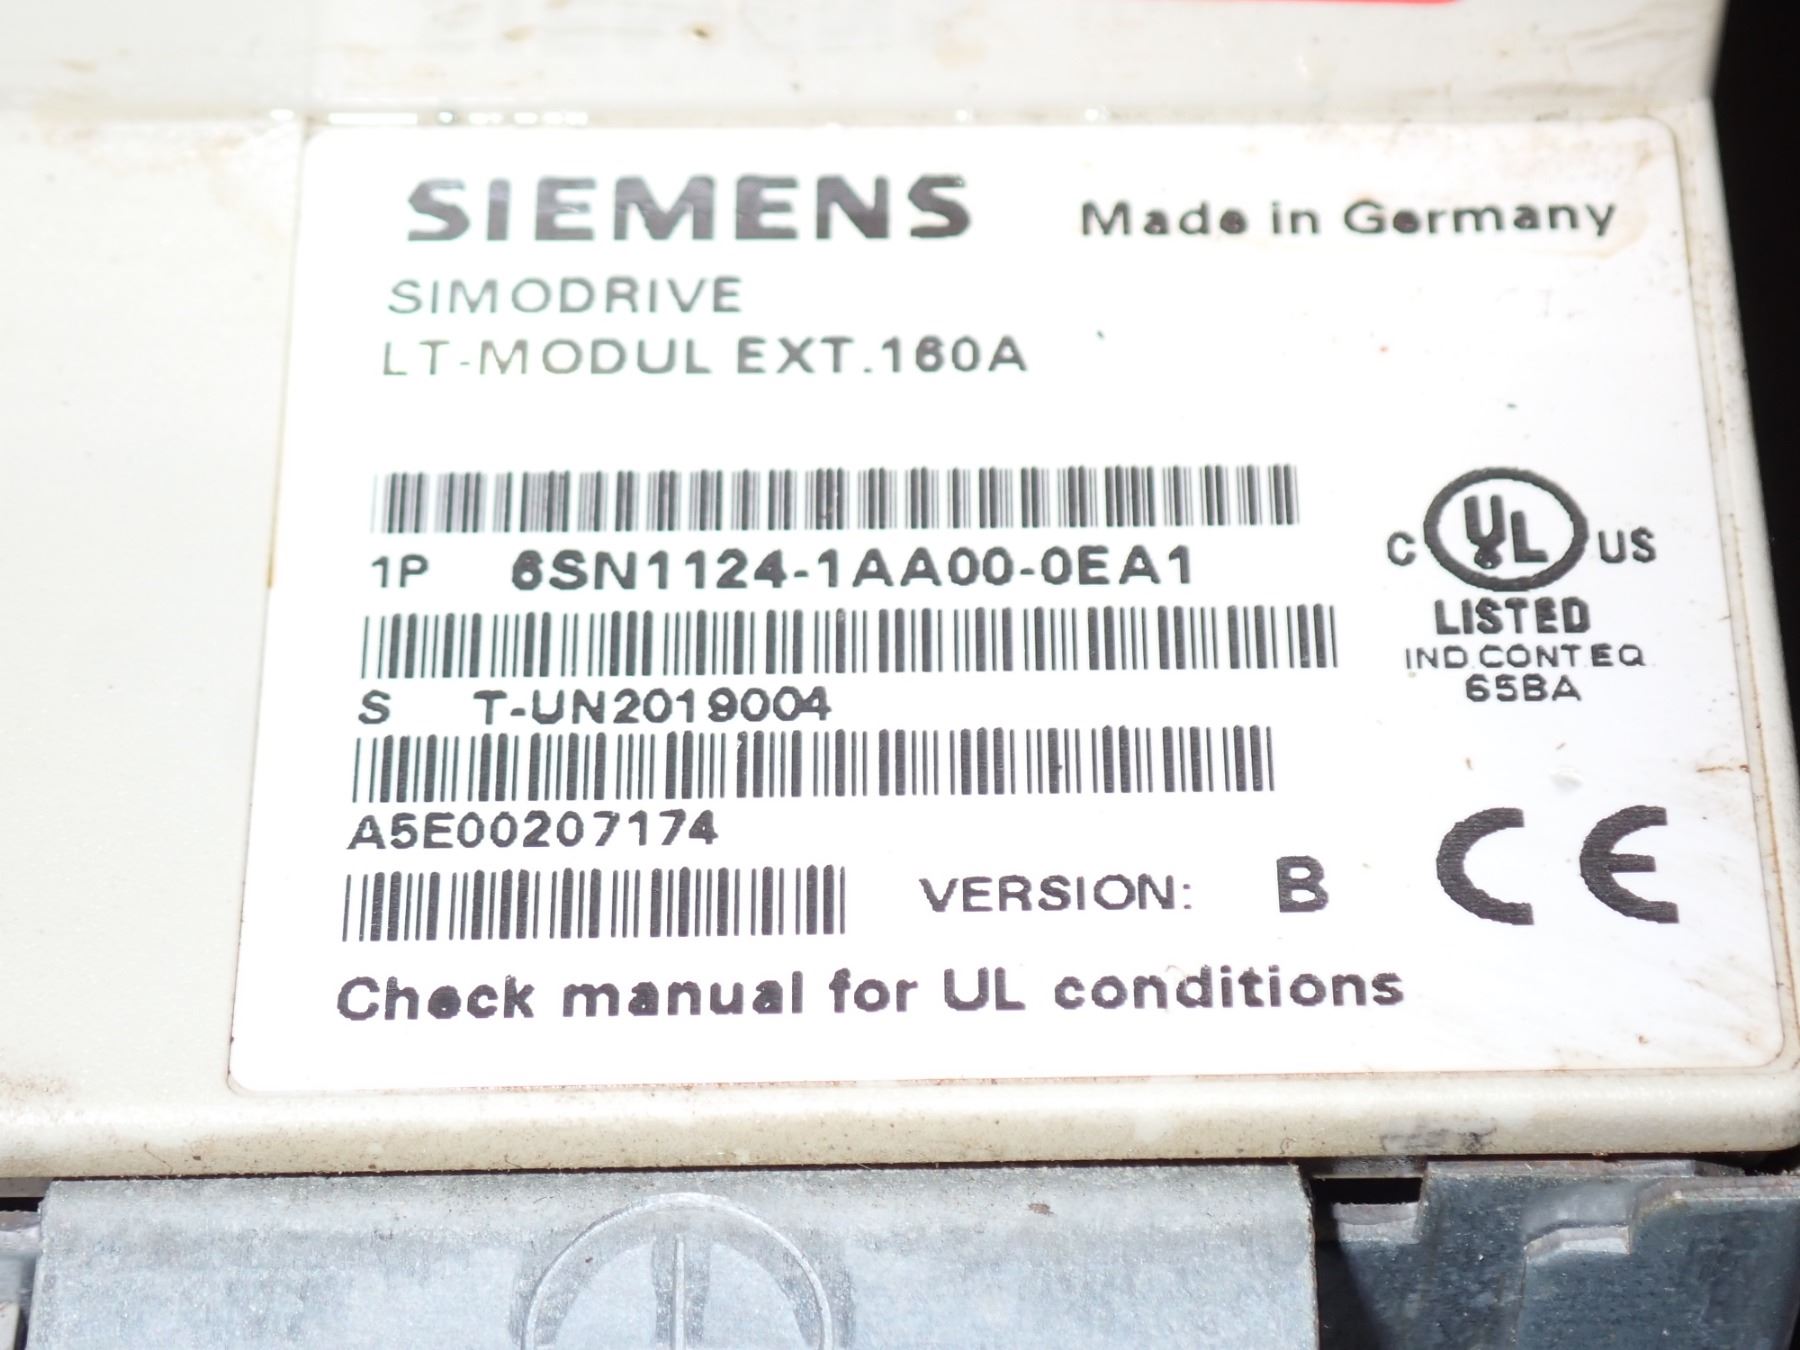 SIEMENS Made in Germany
SIMODRIVE
LT-MODUL EXT.160A
1P 6SN1124-1AA00-0EA1
C UL US
LISTED
IND.CONT.EQ.
65BA
S T-UN2019004
A5E00207174
VERSION: B
CE
Check manual for UL conditions